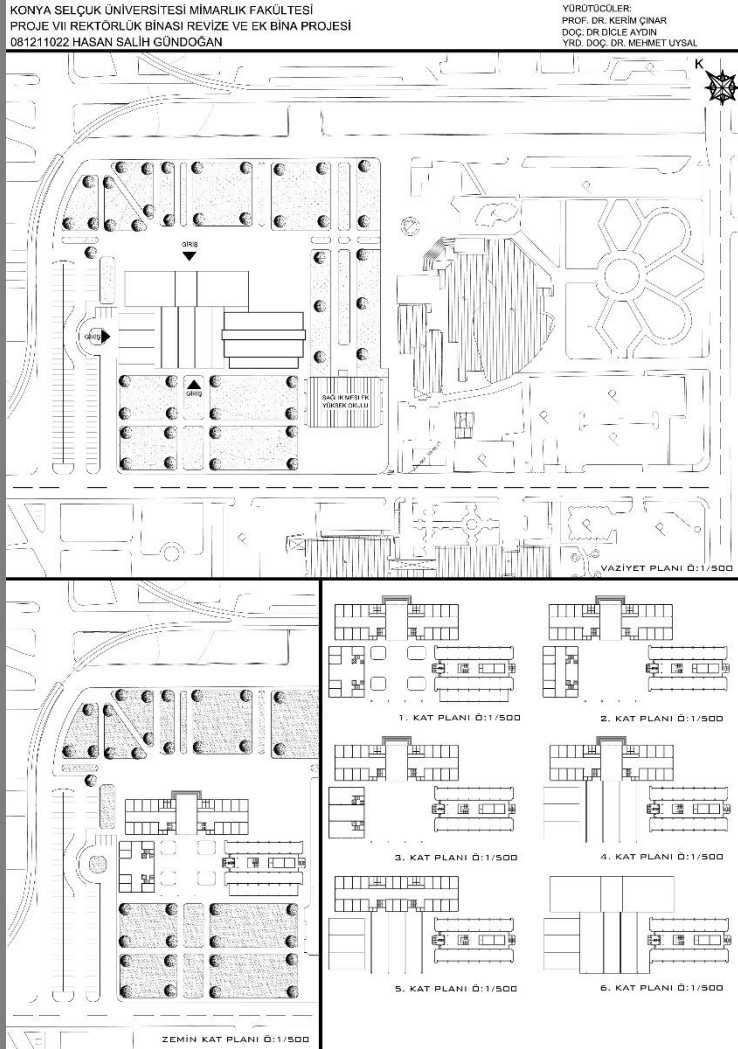 KONYA SELÇUK ÜNİVERSİTESİ MİMARLIK FAKÜLTESİ
PROJE VII REKTÖRLÜK BİNASI REVİZE VE EK BİNA PROJESİ
081211022 HASAN SALİH GÜNDOĞAN
YÜRÜTÜCÜLER:
PROF. DR. KERİM ÇINAR
DOÇ. DR DİCLE AYDIN
YRD. DOÇ. DR. MEHMET UYSAL
K
GİRİŞ
GİRİŞ
GİRİŞ
SAĞLIK MESLEK
YÜKSEK OKULU
P
P
P
P
P
P
P
VAZİYET PLANI Ö:1/500
1. KAT PLANI Ö:1/500
2. KAT PLANI Ö:1/500
3. KAT PLANI Ö:1/500
4. KAT PLANI Ö:1/500
5. KAT PLANI Ö:1/500
6. KAT PLANI Ö:1/500
ZEMİN KAT PLANI Ö:1/500